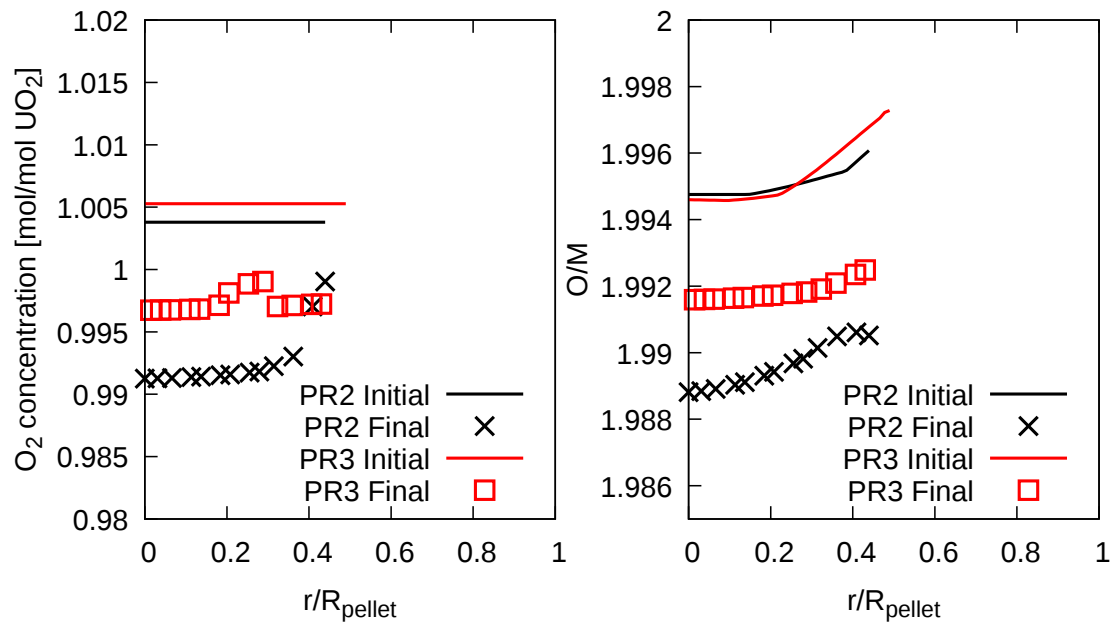 O2 concentration [mol/mol UO2]
1.02
1.015
1.01
1.005
1
0.995
0.99
0.985
0.98
PR2 Initial
PR2 Final
PR3 Initial
PR3 Final
0 0.2 0.4 0.6 0.8 1
r/Rpellet
O/M
2
1.998
1.996
1.994
1.992
1.99
1.988
1.986
PR2 Initial
PR2 Final
PR3 Initial
PR3 Final
0 0.2 0.4 0.6 0.8 1
r/Rpellet